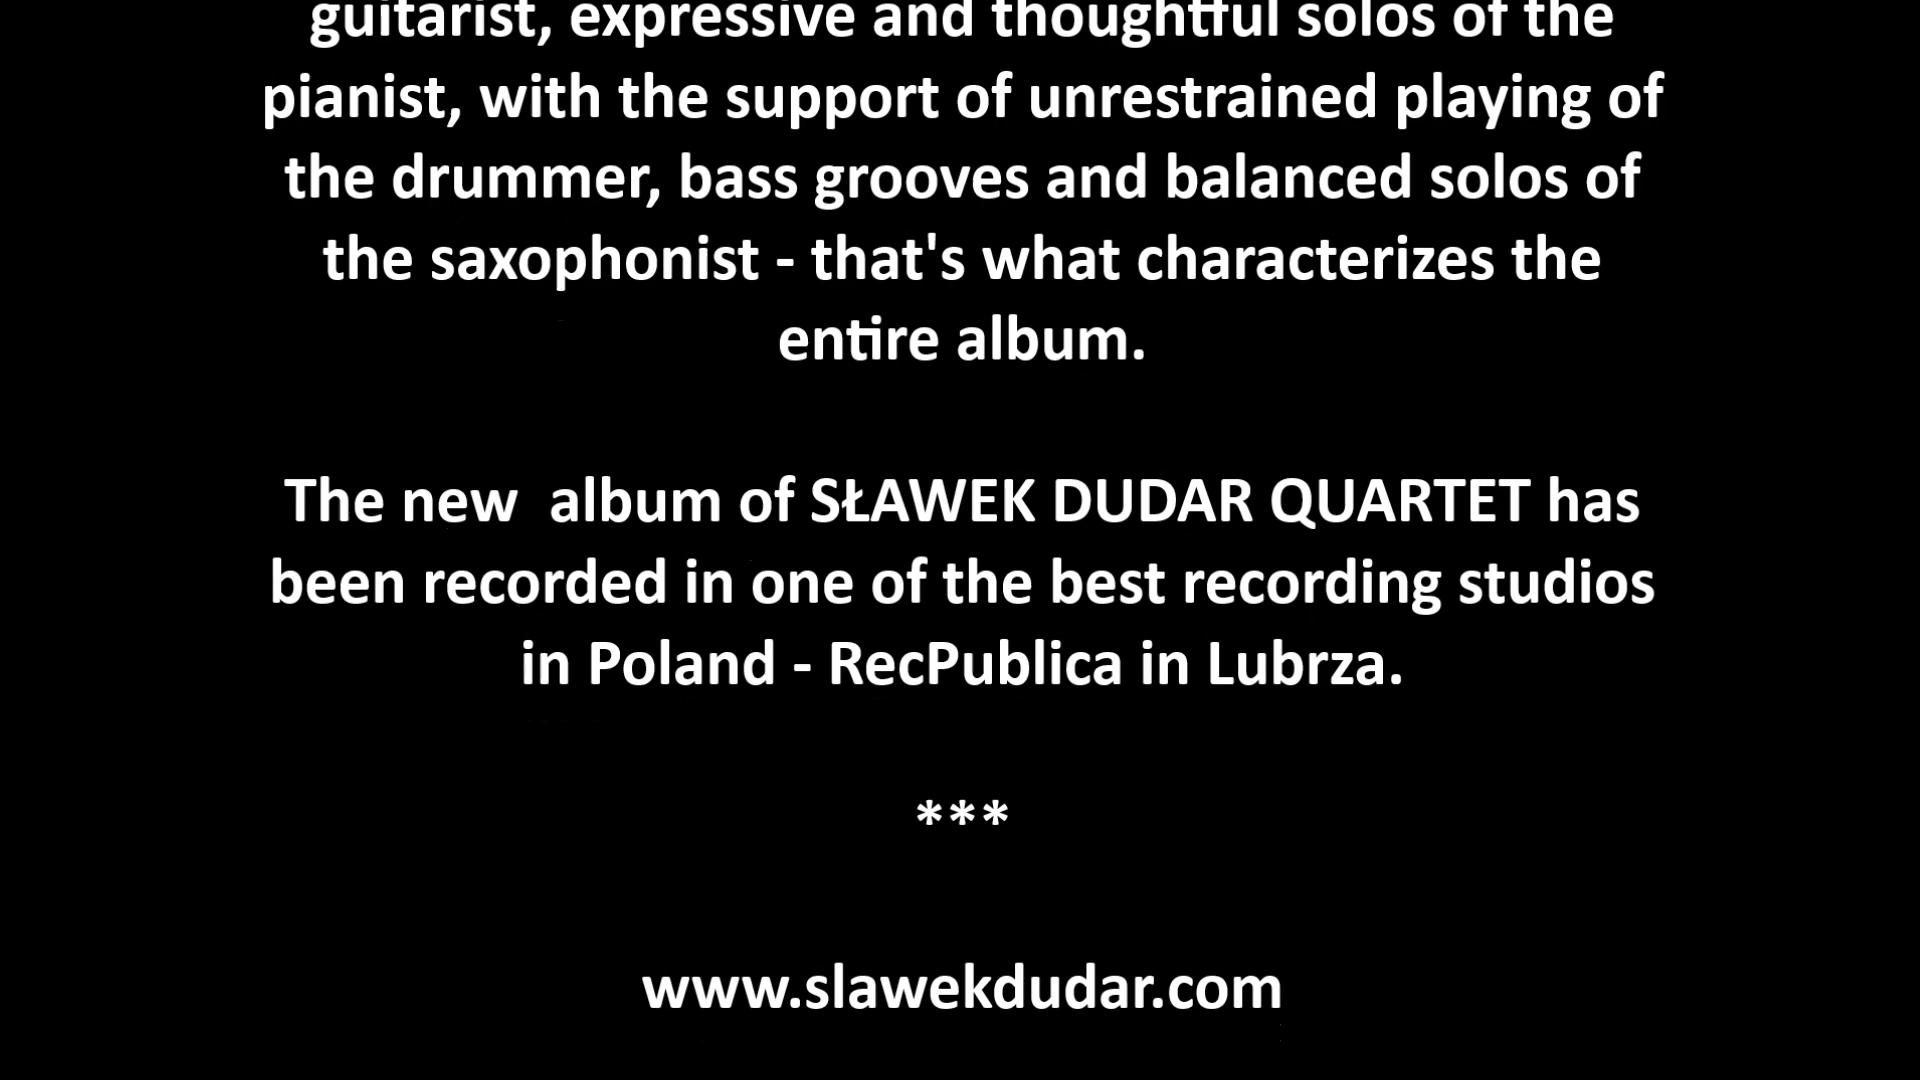 guitarist, expressive and thoughtful solos of the
pianist, with the support of unrestrained playing of
the drummer, bass grooves and balanced solos of
the saxophonist - that's what characterizes the
entire album.
The new  album of SŁAWEK DUDAR QUARTET has
been recorded in one of the best recording studios
in Poland - RecPublica in Lubrza.
***
www.slawekdudar.com